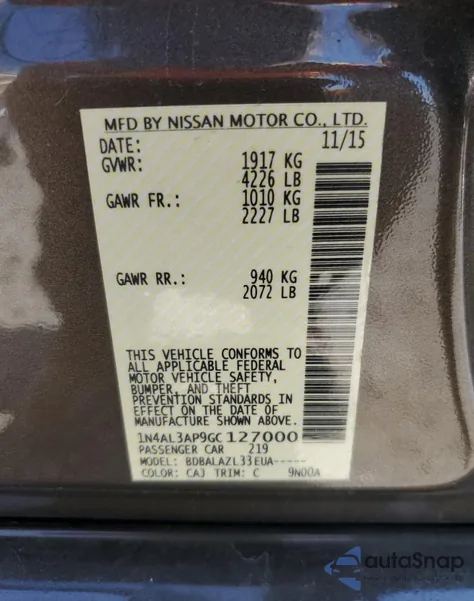 MFD BY NISSAN MOTOR CO., LTD.
DATE: 11/15
GVWR: 1917 KG
4226 LB
GAWR FR.: 1010 KG
2227 LB
GAWR RR.: 940 KG
2072 LB
THIS VEHICLE CONFORMS TO
ALL APPLICABLE FEDERAL
MOTOR VEHICLE SAFETY,
BUMPER, AND THEFT
PREVENTION STANDARDS IN
EFFECT ON THE DATE OF
MANUFACTURE SHOWN ABOVE.
1N4AL3AP9GC127000
PASSENGER CAR 219
MODEL: BDBALAZL33EUA-----
COLOR: CAJ TRIM: C 9N00A
autoSnap